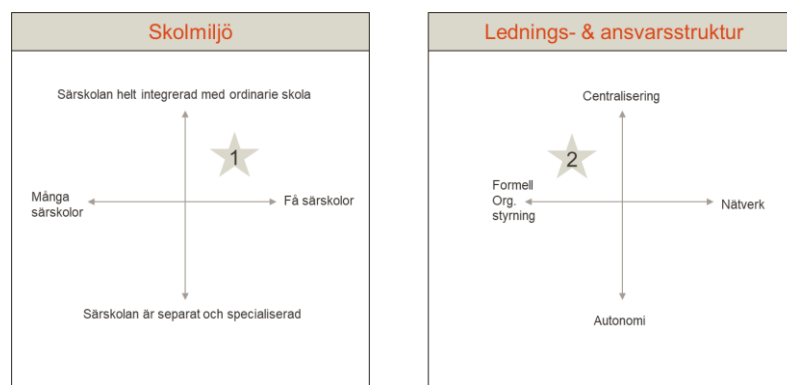 Skolmiljö
Särskolan helt integrerad med ordinarie skola
1
Många
särskolor
Få särskolor
Särskolan är separat och specialiserad
Lednings- & ansvarsstruktur
Centralisering
2
Formell
Org.
styrning
Nätverk
Autonomi